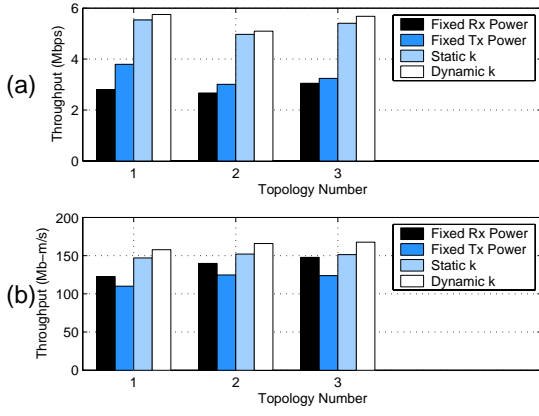 (a)
Throughput (Mbps)
6
4
2
0
1
2
3
Topology Number
Fixed Rx Power
Fixed Tx Power
Static k
Dynamic k
(b)
Throughput (Mb−m/s)
200
150
100
50
0
1
2
3
Topology Number
Fixed Rx Power
Fixed Tx Power
Static k
Dynamic k